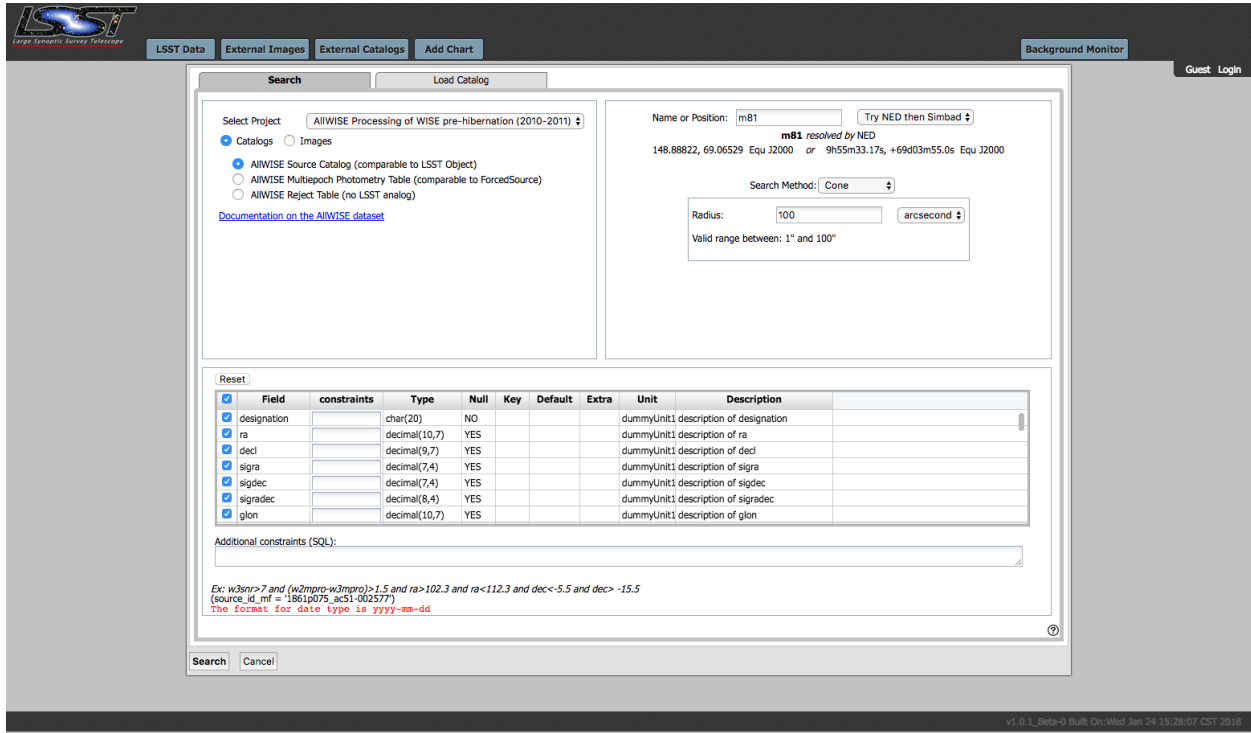 LSST
Large Synoptic Survey Telescope
LSST Data External Images External Catalogs Add Chart Background Monitor
Guest Login
Search Load Catalog
Select Project AllWISE Processing of WISE pre-hibernation (2010-2011)
Catalogs Images
AllWISE Source Catalog (comparable to LSST Object)
AllWISE Multiepoch Photometry Table (comparable to ForcedSource)
AllWISE Reject Table (no LSST analog)
Documentation on the AllWISE dataset
Name or Position: m81 Try NED then Simbad
m81 resolved by NED
148.88822, 69.06529 Equ J2000 or 9h55m33.17s, +69d03m55.0s Equ J2000
Search Method: Cone
Radius: 100 arcsecond
Valid range between: 1" and 100"
Reset
Field constraints Type Null Key Default Extra Unit Description
designation char(20) NO dummyUnit1 description of designation
ra decimal(10,7) YES dummyUnit1 description of ra
decl decimal(9,7) YES dummyUnit1 description of decl
sigra decimal(7,4) YES dummyUnit1 description of sigra
sigdec decimal(7,4) YES dummyUnit1 description of sigdec
sigradec decimal(8,4) YES dummyUnit1 description of sigradec
glon decimal(10,7) YES dummyUnit1 description of glon
Additional constraints (SQL):
Ex: w3snr>7 and (w2mpro-w3mpro)>1.5 and ra>102.3 and ra<112.3 and dec<-5.5 and dec> -15.5
(source_id_mf = '1861p075_ac51-002577')
The format for date type is yyyy-mm-dd
?
Search Cancel
v1.0.1_Beta-0 Built On:Wed Jan 24 15:28:07 CST 2018